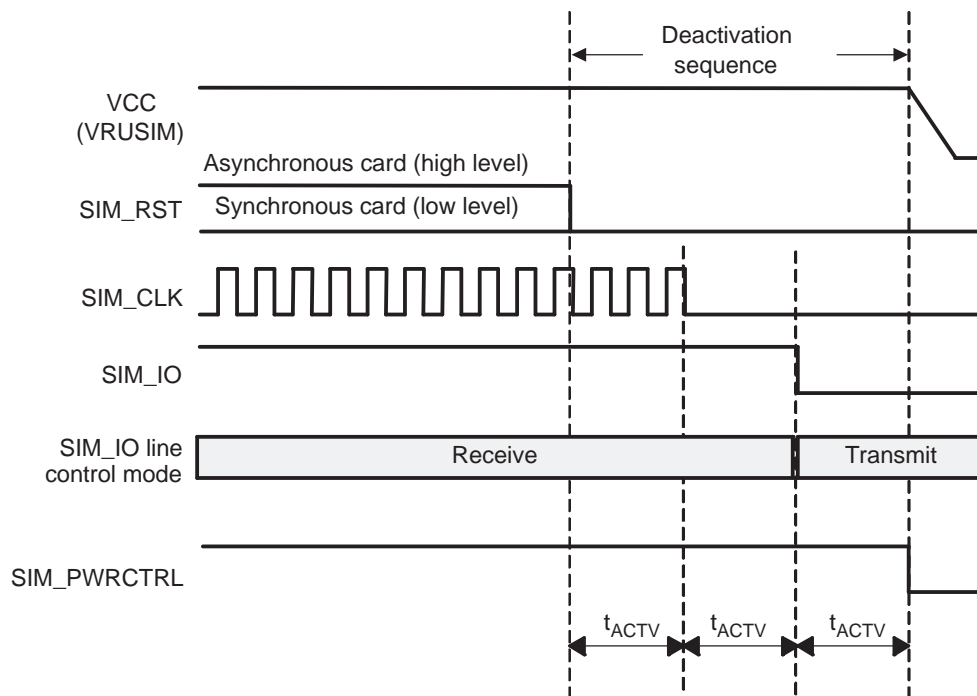 Deactivation
sequence
VCC
(VRUSIM)
Asynchronous card (high level)
SIM_RST
Synchronous card (low level)
SIM_CLK
SIM_IO
SIM_IO line
control mode
Receive
Transmit
SIM_PWRCTRL
tACTV
tACTV
tACTV